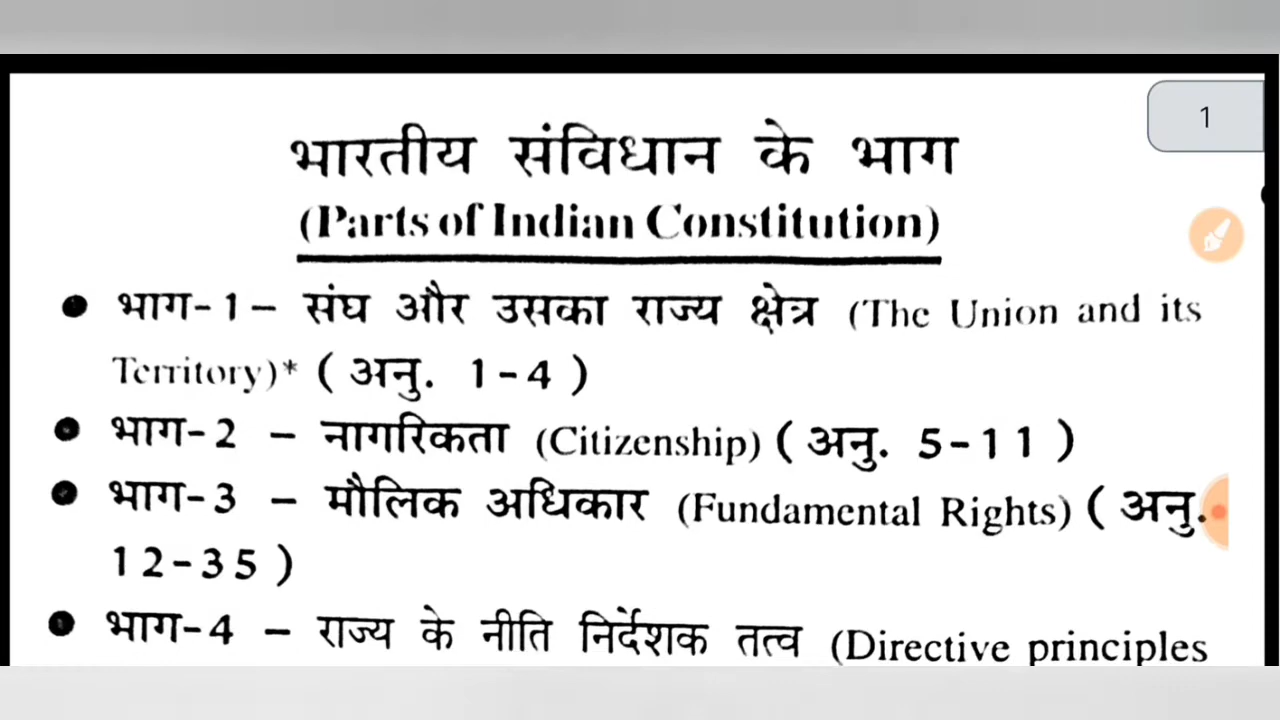 1
भारतीय संविधान के भाग
(Parts of Indian Constitution)
● भाग-1 – संघ और उसका राज्य क्षेत्र (The Union and its
Territory)* ( अनु. 1-4 )
● भाग-2 – नागरिकता (Citizenship) ( अनु. 5-11 )
● भाग-3 – मौलिक अधिकार (Fundamental Rights) ( अनु.
12-35 )
● भाग-4 – राज्य के नीति निर्देशक तत्व (Directive principles